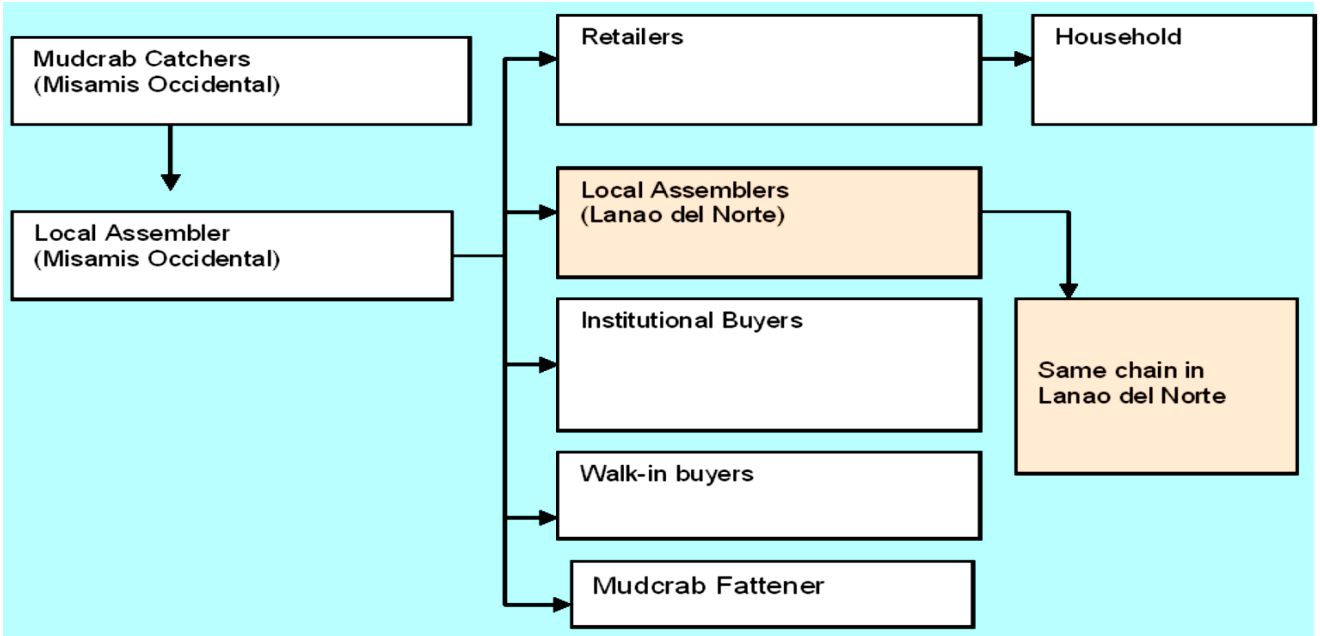 Mudcrab Catchers
(Misamis Occidental)
Local Assembler
(Misamis Occidental)
Retailers
Household
Local Assemblers
(Lanao del Norte)
Institutional Buyers
Same chain in
Lanao del Norte
Walk-in buyers
Mudcrab Fattener